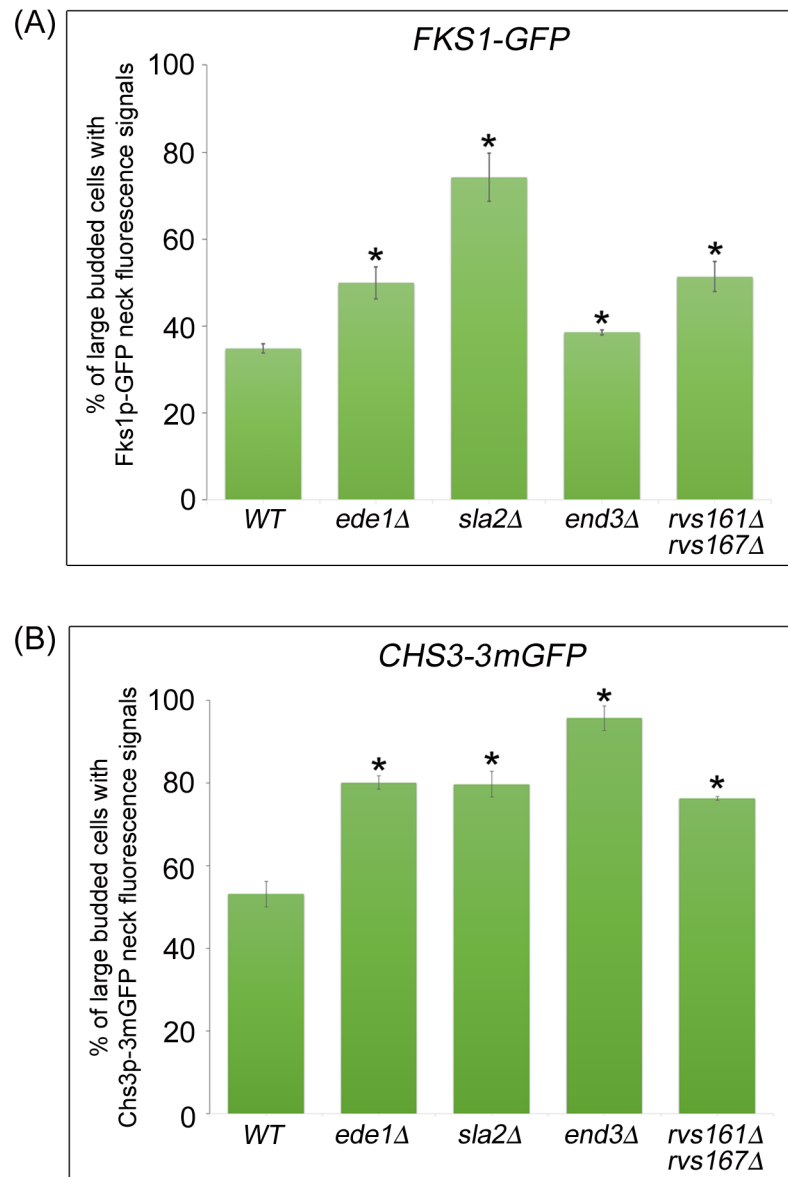 (A)
FKS1-GFP
% of large budded cells with
Fks1p-GFP neck fluorescence signals
100
80
60
40
20
0
*
*
*
*
WT
ede1Δ
sla2Δ
end3Δ
rvs161Δ
rvs167Δ
(B)
CHS3-3mGFP
% of large budded cells with
Chs3p-3mGFP neck fluorescence signals
100
80
60
40
20
0
*
*
*
*
WT
ede1Δ
sla2Δ
end3Δ
rvs161Δ
rvs167Δ